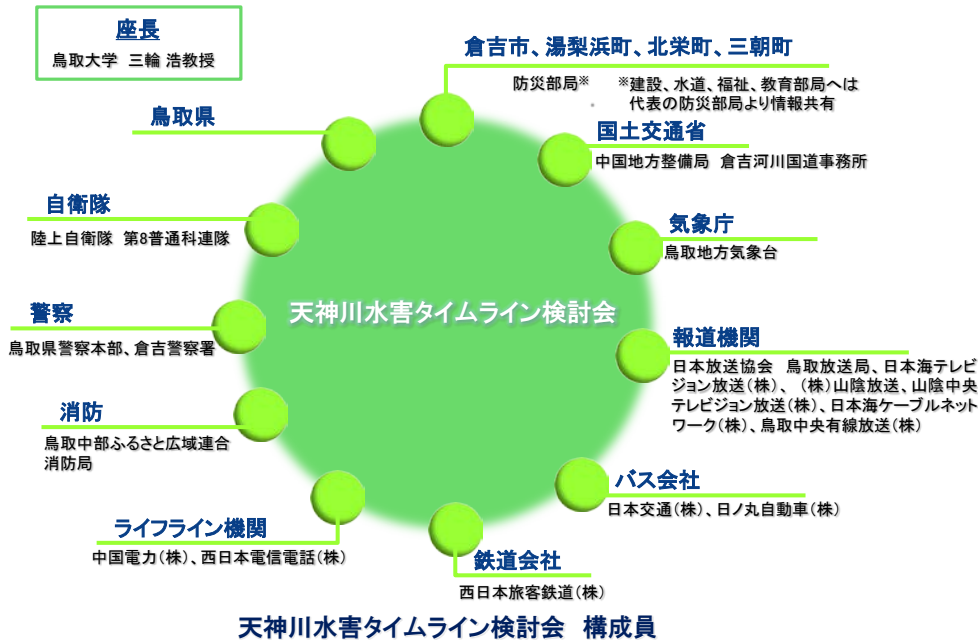 座長
鳥取大学 三輪 浩教授
倉吉市、湯梨浜町、北栄町、三朝町
防災部局※ ※建設、水道、福祉、教育部局へは
代表の防災部局より情報共有
鳥取県
国土交通省
中国地方整備局 倉吉河川国道事務所
自衛隊
陸上自衛隊 第8普通科連隊
気象庁
鳥取地方気象台
天神川水害タイムライン検討会
警察
鳥取県警察本部、倉吉警察署
報道機関
日本放送協会 鳥取放送局、日本海テレビ
ジョン放送(株)、 (株)山陰放送、山陰中央
テレビジョン放送(株)、日本海ケーブルネット
ワーク(株)、鳥取中央有線放送(株)
消防
鳥取中部ふるさと広域連合
消防局
バス会社
日本交通(株)、日ノ丸自動車(株)
ライフライン機関
中国電力(株)、西日本電信電話(株)
鉄道会社
西日本旅客鉄道(株)
天神川水害タイムライン検討会 構成員